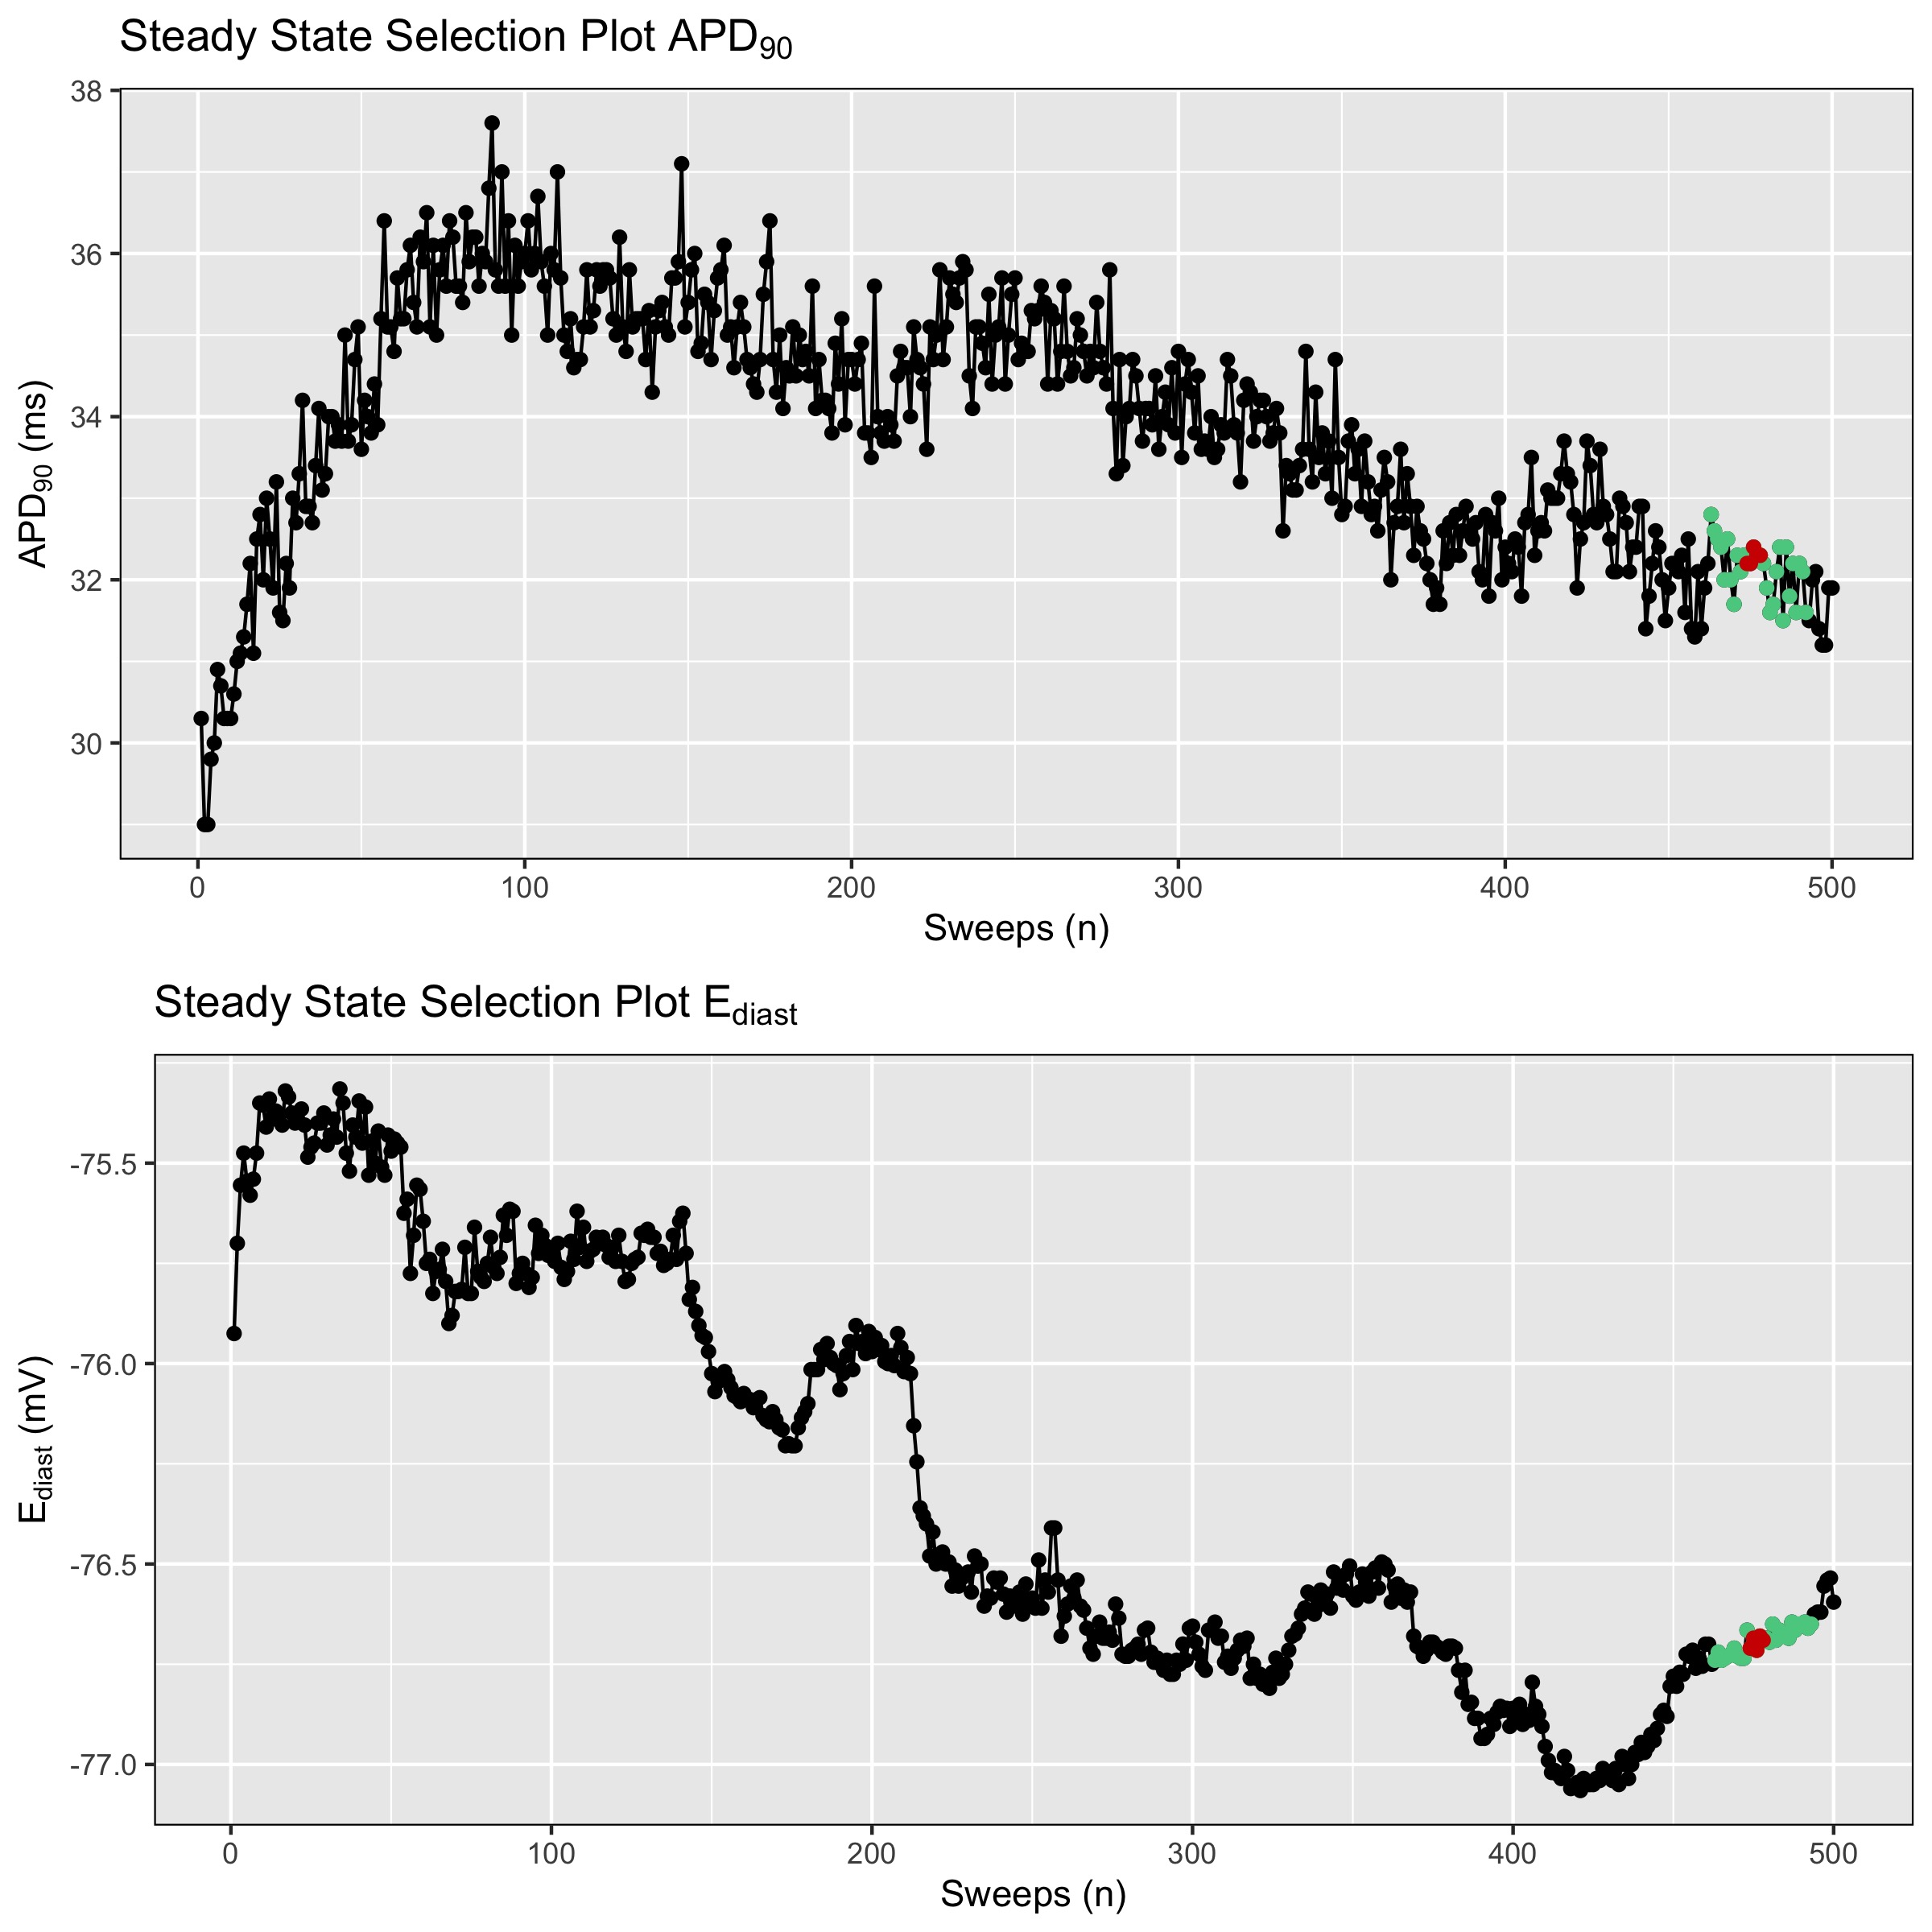 Steady State Selection Plot APD90
38
36
34
32
30
APD90 (ms)
0 100 200 300 400 500
Sweeps (n)
Steady State Selection Plot Ediast
-75.5
-76.0
-76.5
-77.0
Ediast (mV)
0 100 200 300 400 500
Sweeps (n)